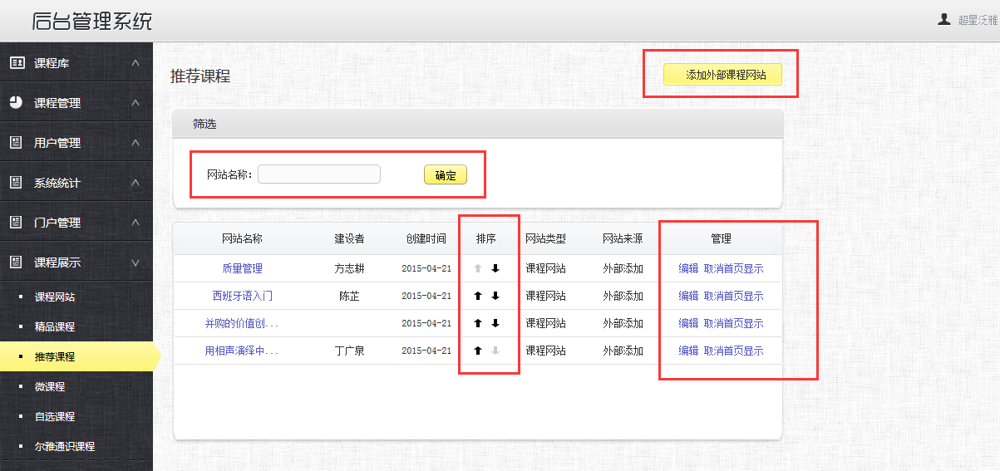 后台管理系统
超星泛雅
课程库
课程管理
用户管理
系统统计
门户管理
课程展示
课程网站
精品课程
推荐课程
微课程
自选课程
尔雅通识课程
推荐课程
添加外部课程网站
筛选
网站名称： 确定
网站名称 建设者 创建时间 排序 网站类型 网站来源 管理
质量管理 方志耕 2015-04-21 课程网站 外部添加 编辑 取消首页显示
西班牙语入门 陈芷 2015-04-21 课程网站 外部添加 编辑 取消首页显示
并购的价值创... 2015-04-21 课程网站 外部添加 编辑 取消首页显示
用相声演绎中... 丁广泉 2015-04-21 课程网站 外部添加 编辑 取消首页显示